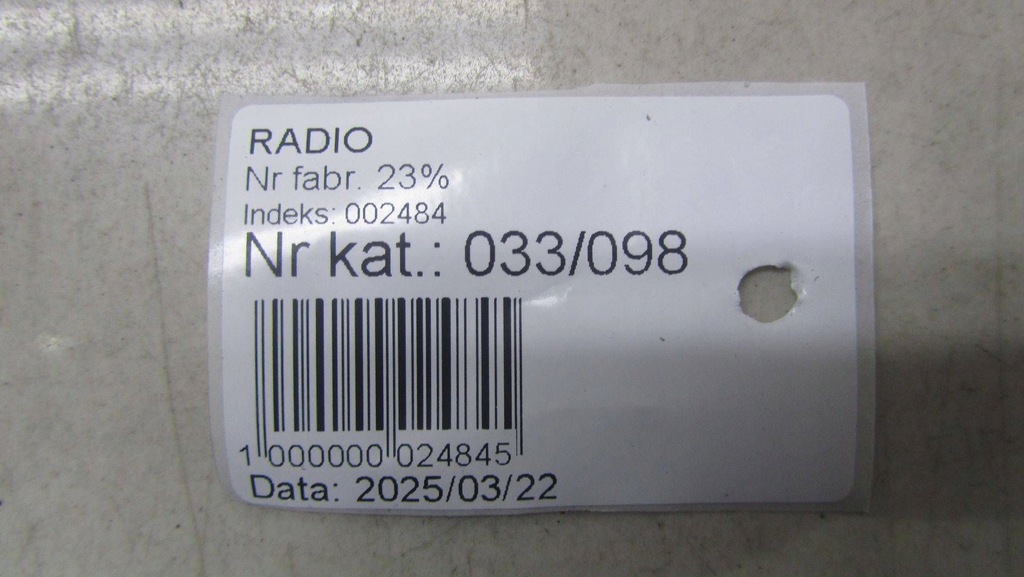 RADIO
Nr fabr. 23%
Indeks: 002484
Nr kat.: 033/098
1 000000 024845
Data: 2025/03/22